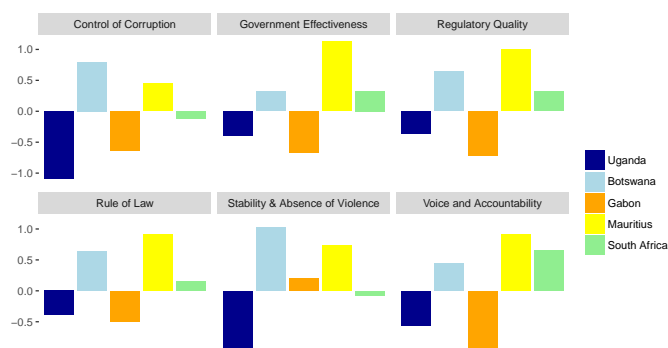 Control of Corruption
Government Effectiveness
Regulatory Quality
1.0
0.5
0.0
−0.5
−1.0
Rule of Law
Stability & Absence of Violence
Voice and Accountability
1.0
0.5
0.0
−0.5
Uganda
Botswana
Gabon
Mauritius
South Africa